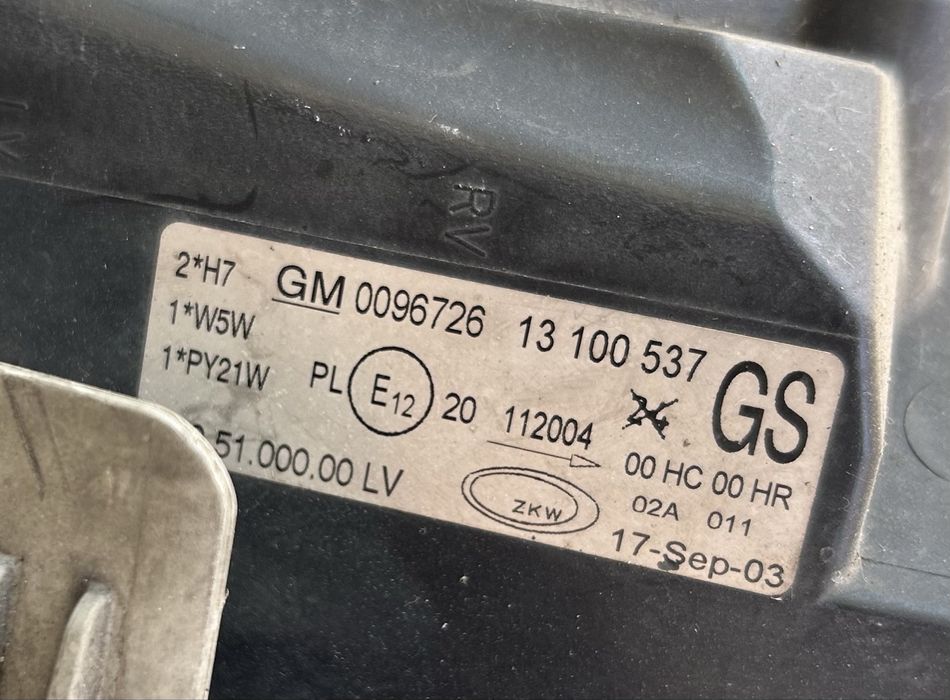 RV
2*H7 GM 0096726 13 100 537
1*W5W
1*PY21W PL E12 20 112004 GS
51.000.00 LV 00 HC 00 HR
ZKW 02A 011
17-Sep-03